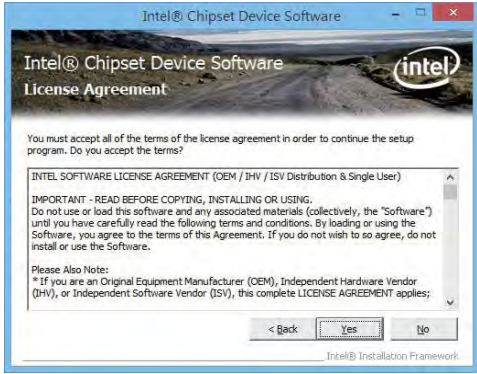 Intel® Chipset Device Software
Intel® Chipset Device Software
intel
License Agreement
You must accept all of the terms of the license agreement in order to continue the setup
program. Do you accept the terms?
INTEL SOFTWARE LICENSE AGREEMENT (OEM / IHV / ISV Distribution & Single User)
IMPORTANT - READ BEFORE COPYING, INSTALLING OR USING.
Do not use or load this software and any associated materials (collectively, the "Software")
until you have carefully read the following terms and conditions. By loading or using the
Software, you agree to the terms of this Agreement. If you do not wish to so agree, do not
install or use the Software.
Please Also Note:
* If you are an Original Equipment Manufacturer (OEM), Independent Hardware Vendor
(IHV), or Independent Software Vendor (ISV), this complete LICENSE AGREEMENT applies;
< Back Yes No
Intel® Installation Framework